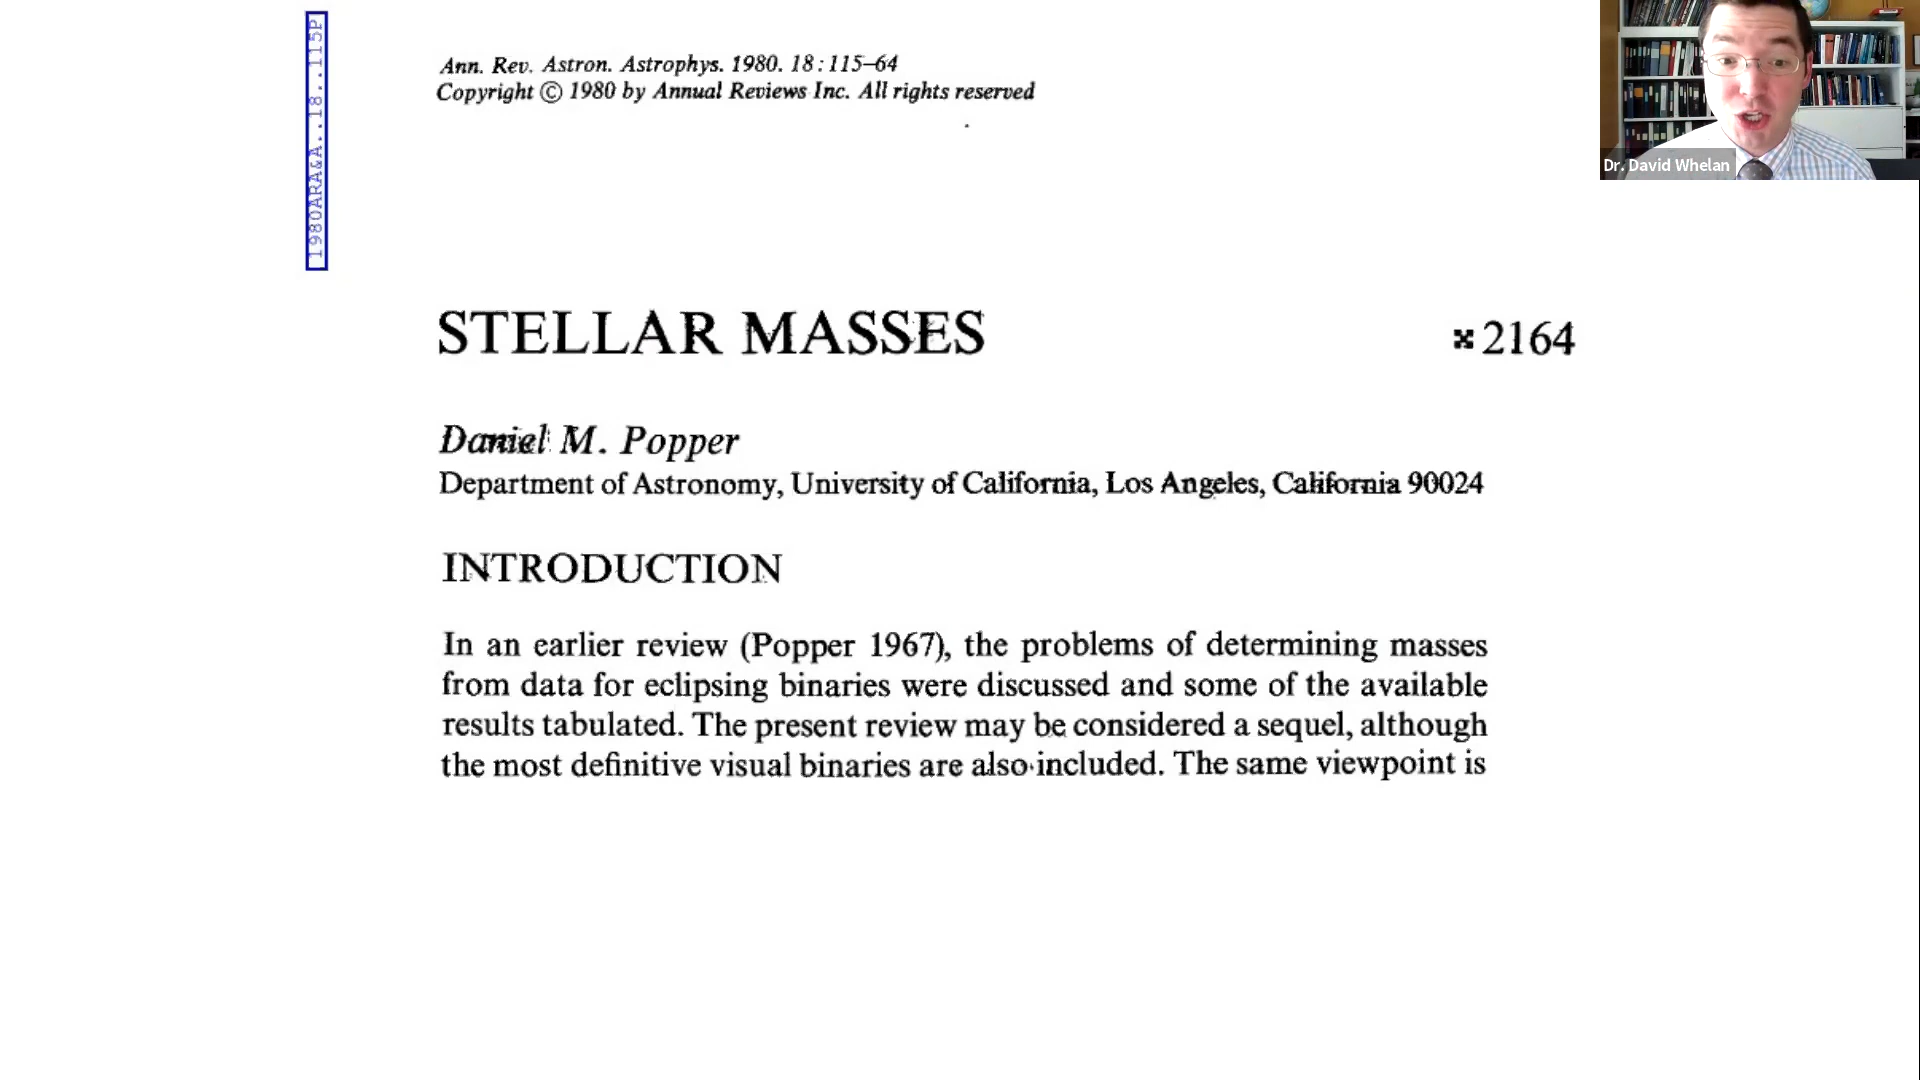 1980ARA&A..18..115P
Ann. Rev. Astron. Astrophys. 1980. 18:115–64
Copyright © 1980 by Annual Reviews Inc. All rights reserved
Dr. David Whelan
STELLAR MASSES
×2164
Daniel M. Popper
Department of Astronomy, University of California, Los Angeles, California 90024
INTRODUCTION
In an earlier review (Popper 1967), the problems of determining masses
from data for eclipsing binaries were discussed and some of the available
results tabulated. The present review may be considered a sequel, although
the most definitive visual binaries are also included. The same viewpoint is